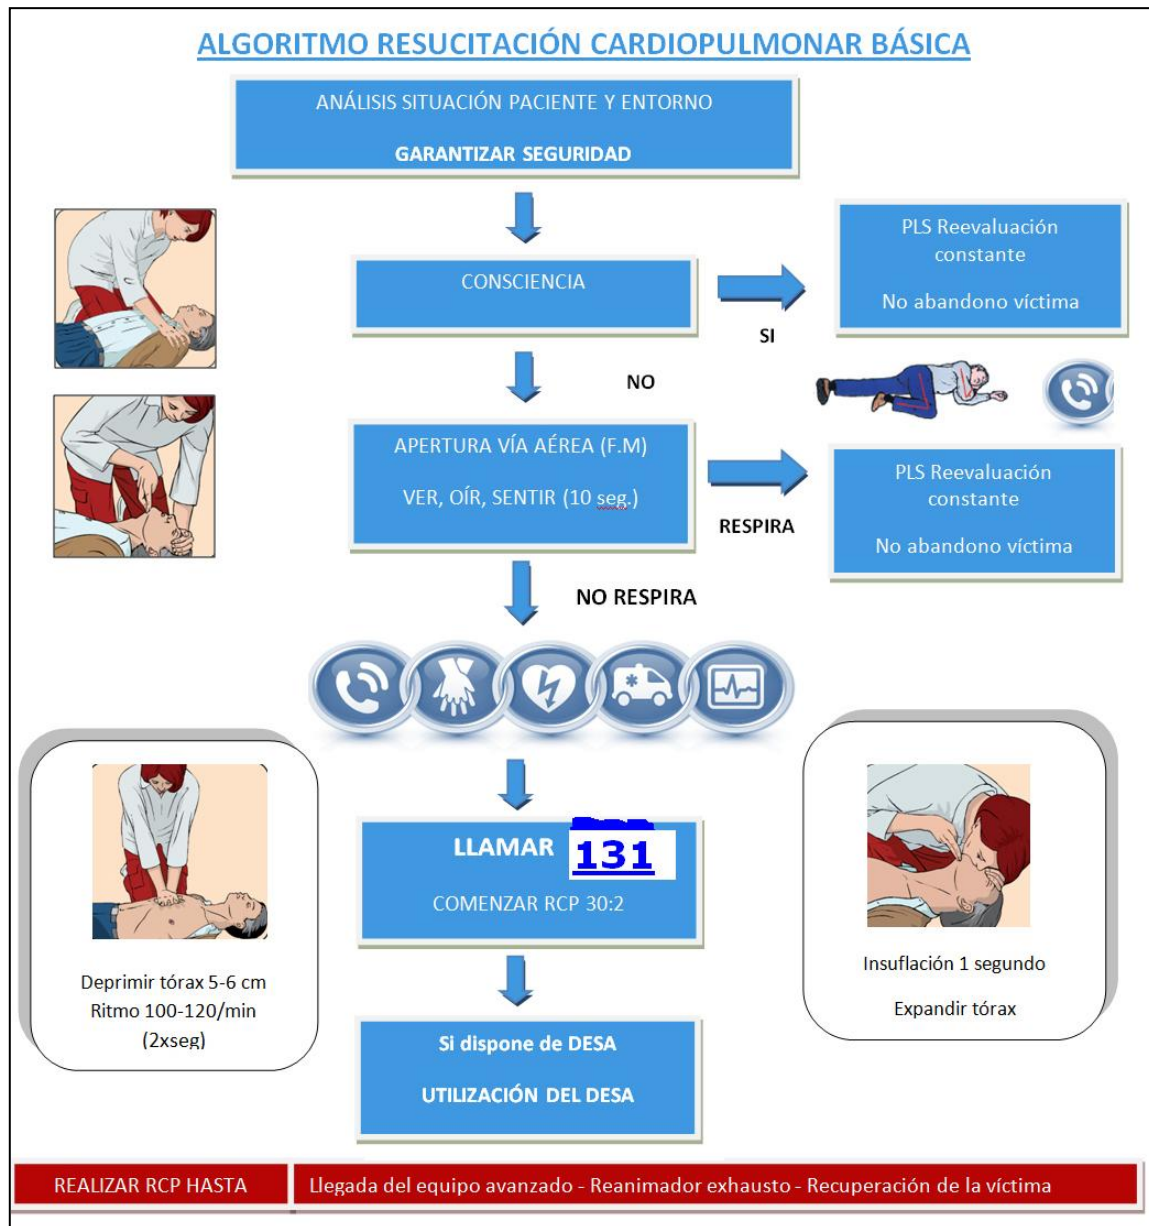 ALGORITMO RESUCITACIÓN CARDIOPULMONAR BÁSICA
ANÁLISIS SITUACIÓN PACIENTE Y ENTORNO
GARANTIZAR SEGURIDAD
CONSCIENCIA
SI
PLS Reevaluación
constante
No abandono víctima
NO
APERTURA VÍA AÉREA (F.M)
VER, OÍR, SENTIR (10 seg.)
RESPIRA
PLS Reevaluación
constante
No abandono víctima
NO RESPIRA
LLAMAR 131
COMENZAR RCP 30:2
Deprimir tórax 5-6 cm
Ritmo 100-120/min
(2xseg)
Insuflación 1 segundo
Expandir tórax
Si dispone de DESA
UTILIZACIÓN DEL DESA
REALIZAR RCP HASTA
Llegada del equipo avanzado - Reanimador exhausto - Recuperación de la víctima